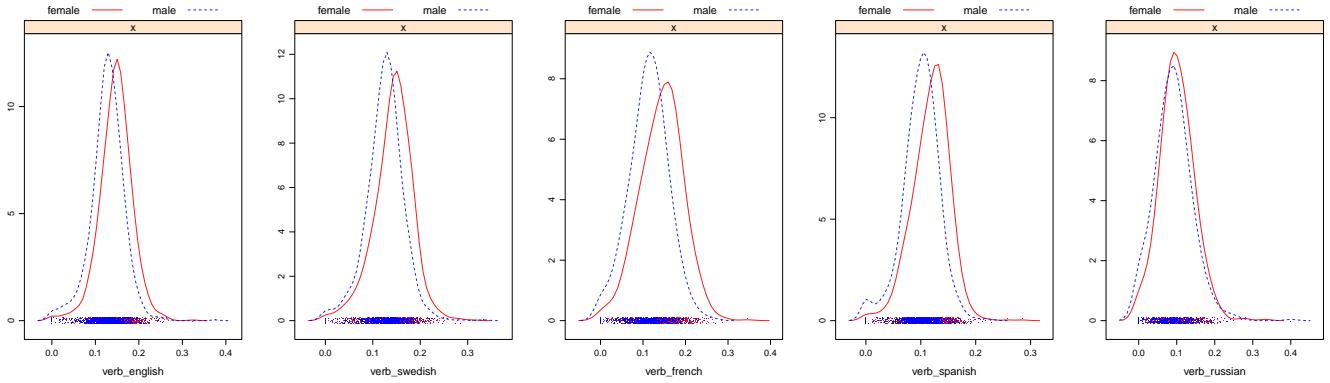 female male
x
0 5 10
0.0 0.1 0.2 0.3 0.4
verb_english
female male
x
0 2 4 6 8 10 12
0.0 0.1 0.2 0.3
verb_swedish
female male
x
0 2 4 6 8
0.0 0.1 0.2 0.3 0.4
verb_french
female male
x
0 5 10
0.0 0.1 0.2 0.3
verb_spanish
female male
x
0 2 4 6 8
0.0 0.1 0.2 0.3 0.4
verb_russian